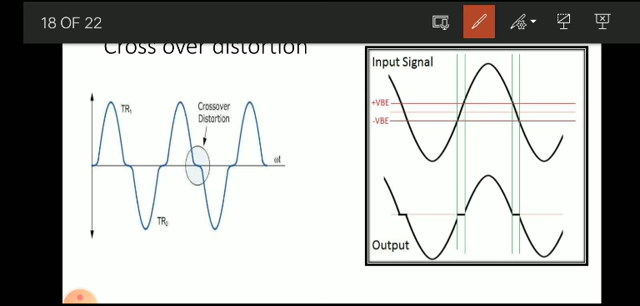 18 OF 22
Cross over distortion
TR₁
Crossover
Distortion
ωt
TR₂
Input Signal
+VBE
-VBE
Output